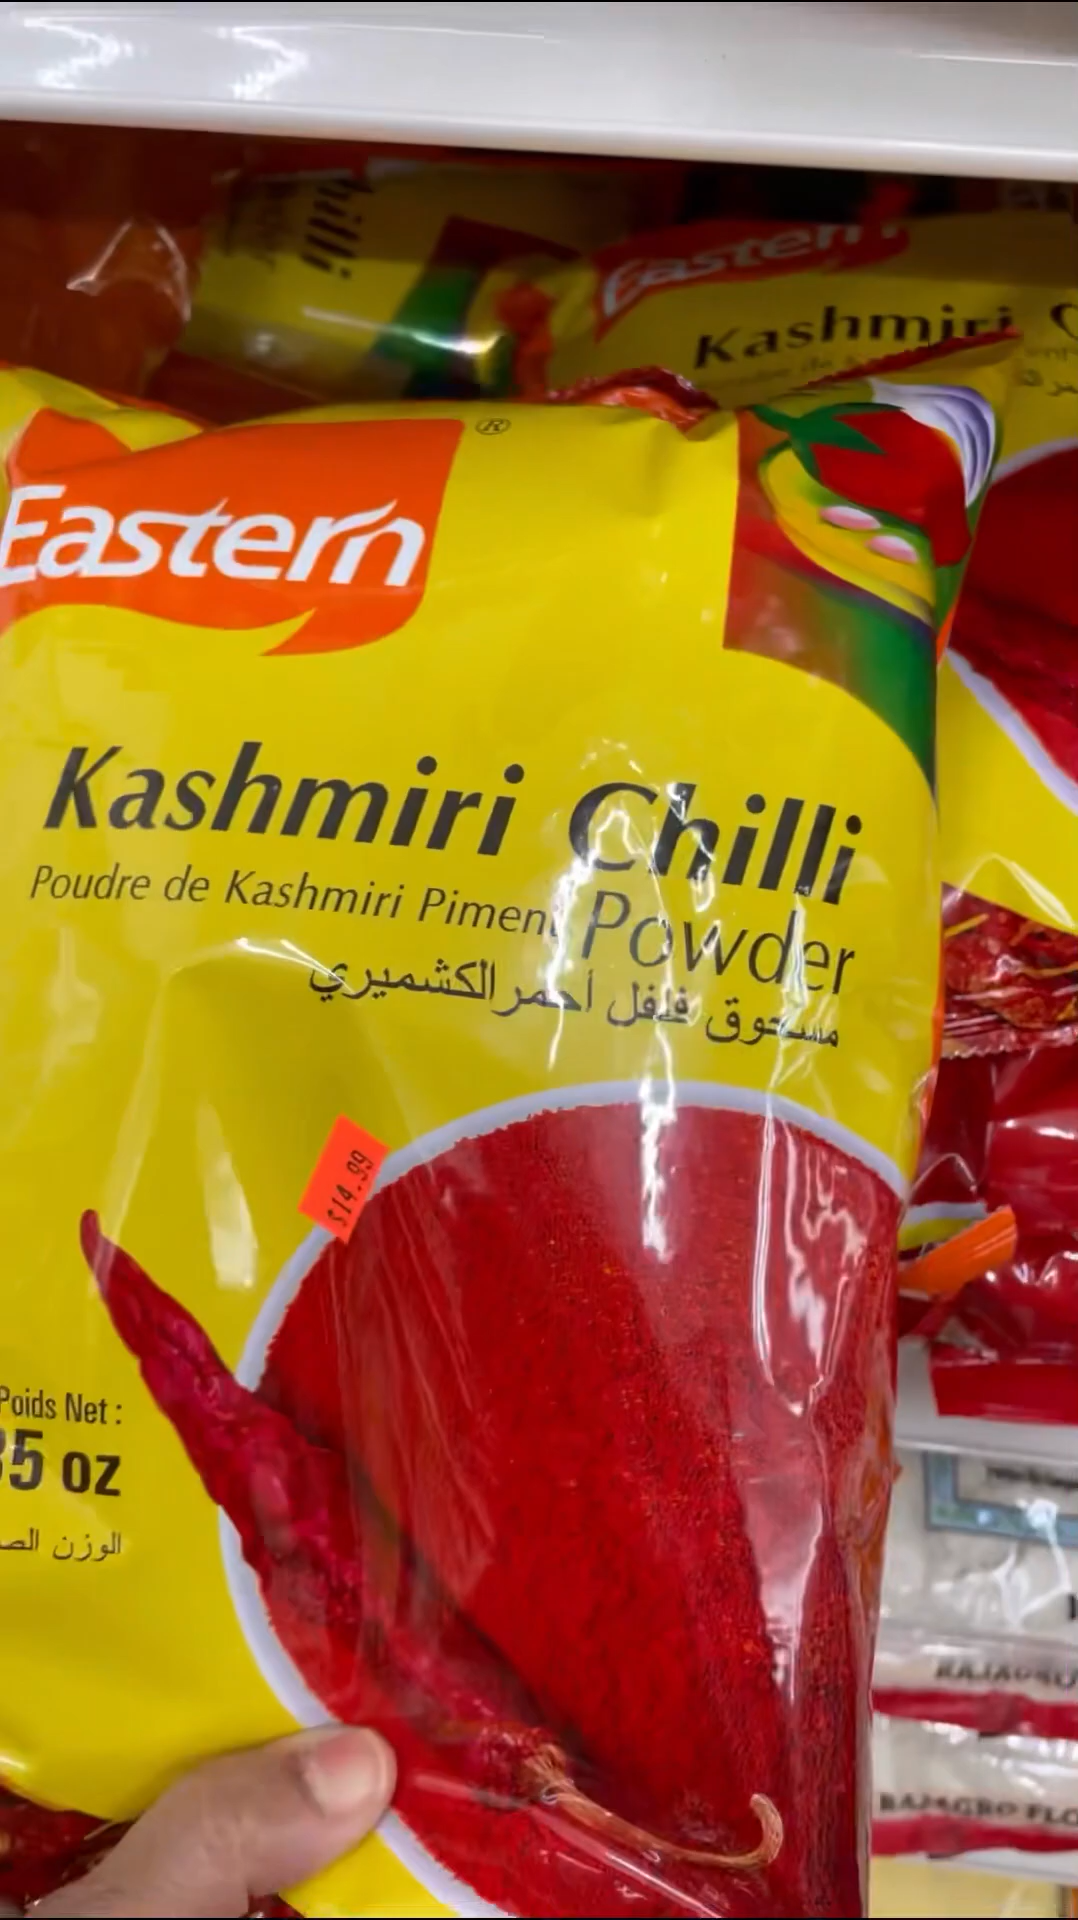 Eastern
Kashmiri
Eastern ®
Kashmiri Chilli
Poudre de Kashmiri Piment
Powder
مسحوق فلفل أحمر الكشميري
$14.99
Poids Net :
35 oz
الوزن